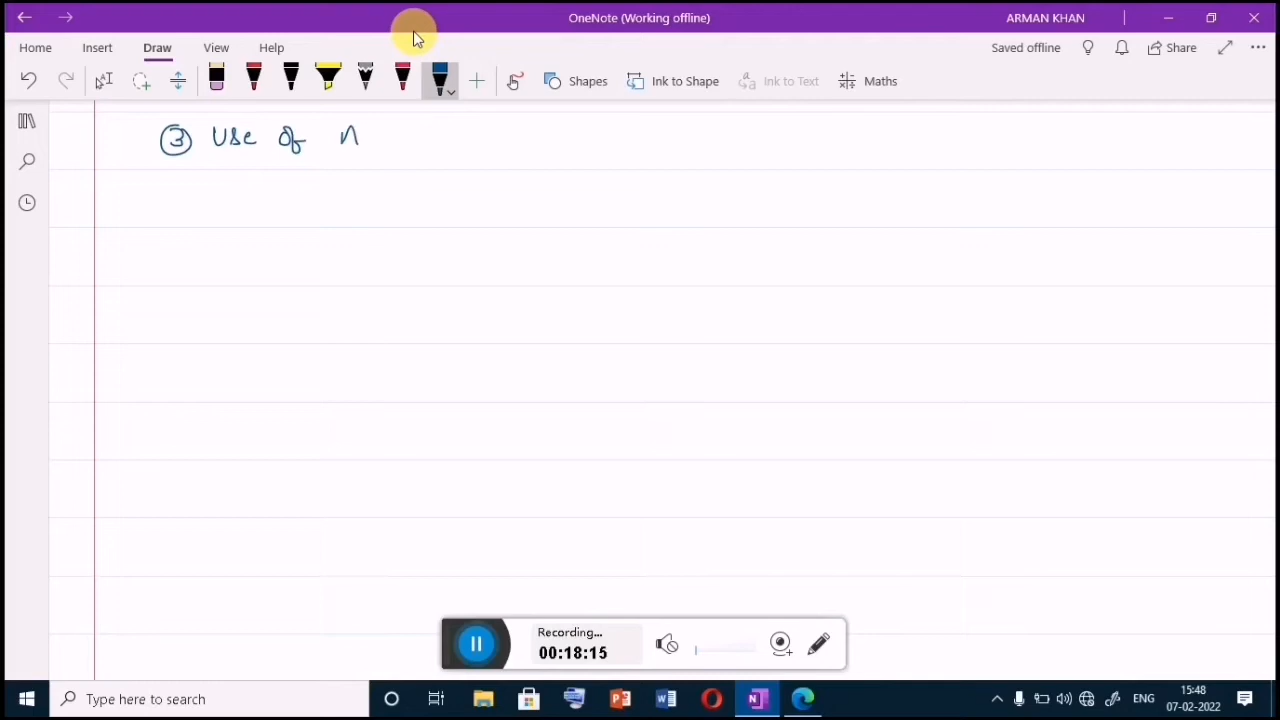 OneNote (Working offline)
ARMAN KHAN
Home Insert Draw View Help
Saved offline Share
Shapes Ink to Shape Ink to Text Maths
③ Use of n
Recording...
00:18:15
Type here to search
ENG
15:48
07-02-2022